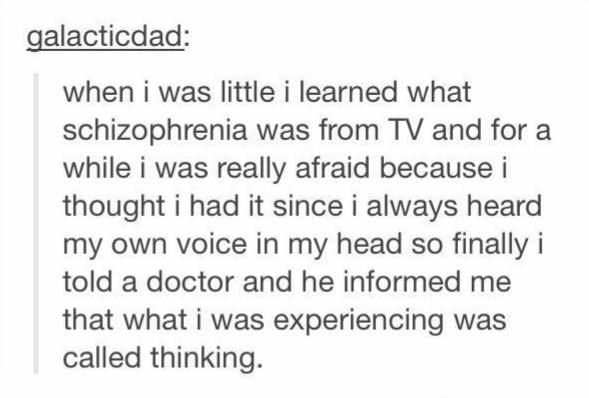 galacticdad:
when i was little i learned what
schizophrenia was from TV and for a
while i was really afraid because i
thought i had it since i always heard
my own voice in my head so finally i
told a doctor and he informed me
that what i was experiencing was
called thinking.